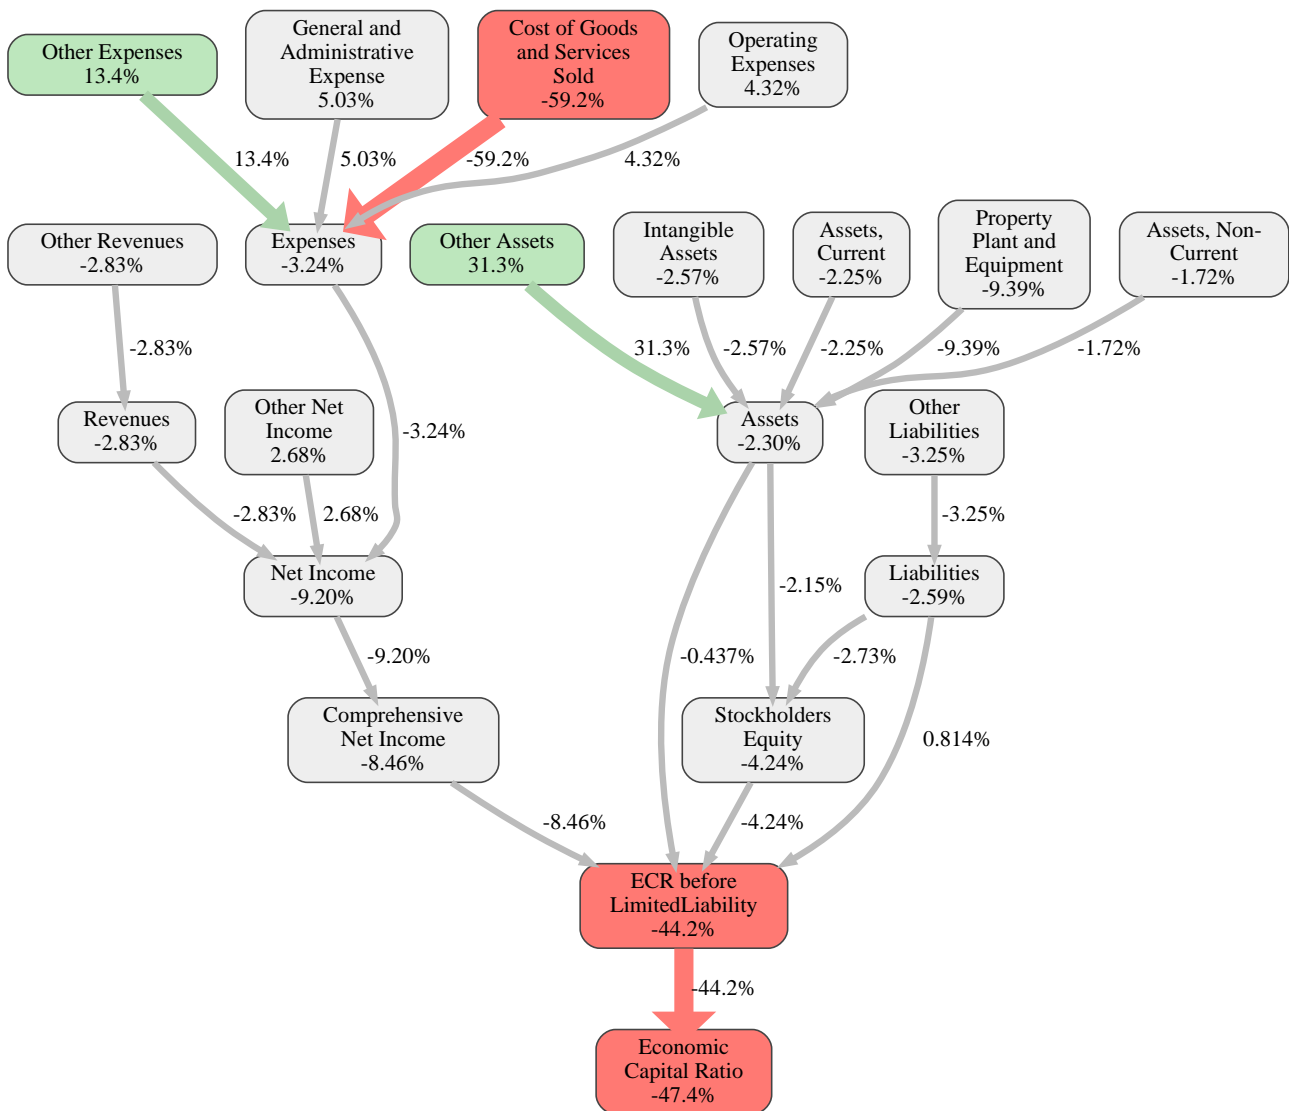 Other Expenses
13.4%
General and
Administrative
Expense
5.03%
Cost of Goods
and Services
Sold
-59.2%
Operating
Expenses
4.32%
13.4%
5.03%
-59.2%
4.32%
Other Revenues
-2.83%
Expenses
-3.24%
Other Assets
31.3%
Intangible
Assets
-2.57%
Assets,
Current
-2.25%
Property
Plant and
Equipment
-9.39%
Assets, Non-
Current
-1.72%
-2.83%
31.3%
-2.57%
-2.25%
-9.39%
-1.72%
Revenues
-2.83%
Other Net
Income
2.68%
-3.24%
Assets
-2.30%
Other
Liabilities
-3.25%
-2.83%
2.68%
-3.25%
Net Income
-9.20%
-2.15%
Liabilities
-2.59%
-9.20%
-0.437%
-2.73%
Comprehensive
Net Income
-8.46%
Stockholders
Equity
-4.24%
0.814%
-8.46%
-4.24%
ECR before
LimitedLiability
-44.2%
-44.2%
Economic
Capital Ratio
-47.4%